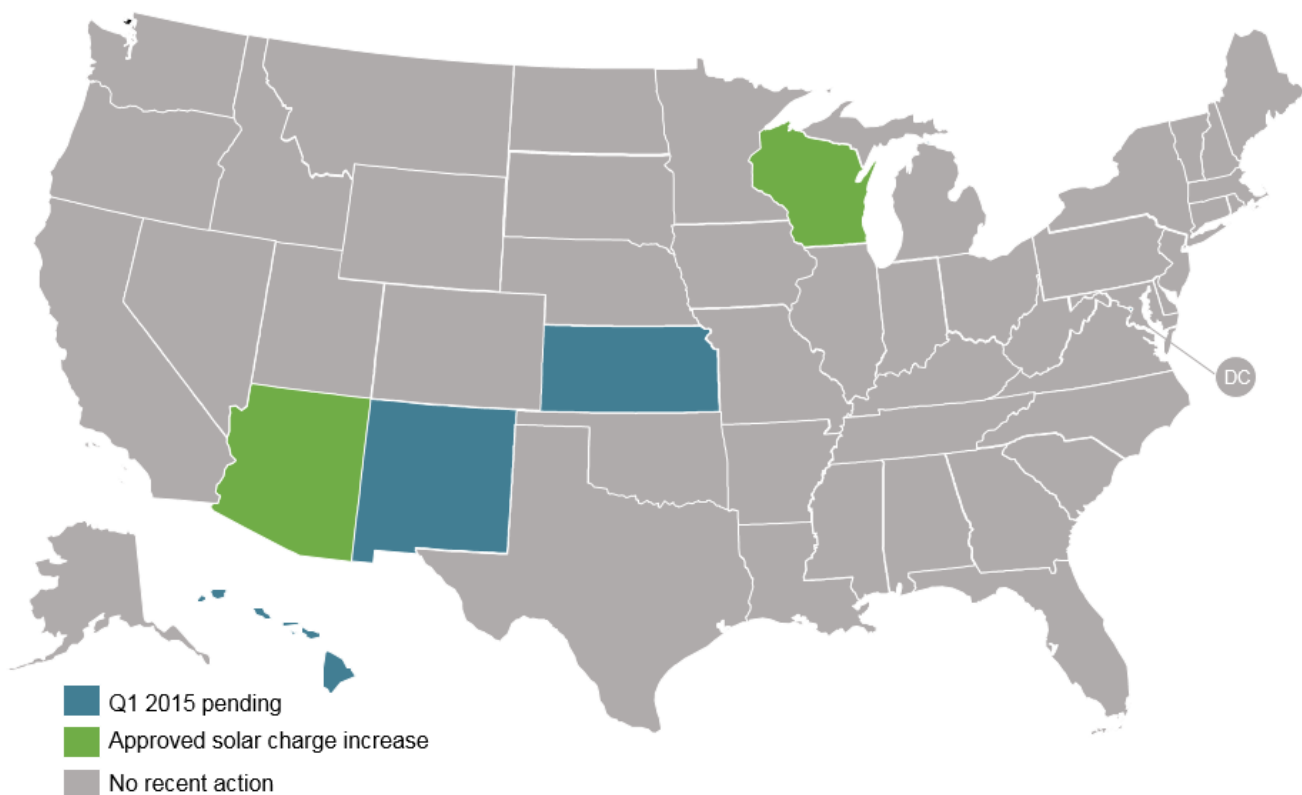 DC
Q1 2015 pending
Approved solar charge increase
No recent action